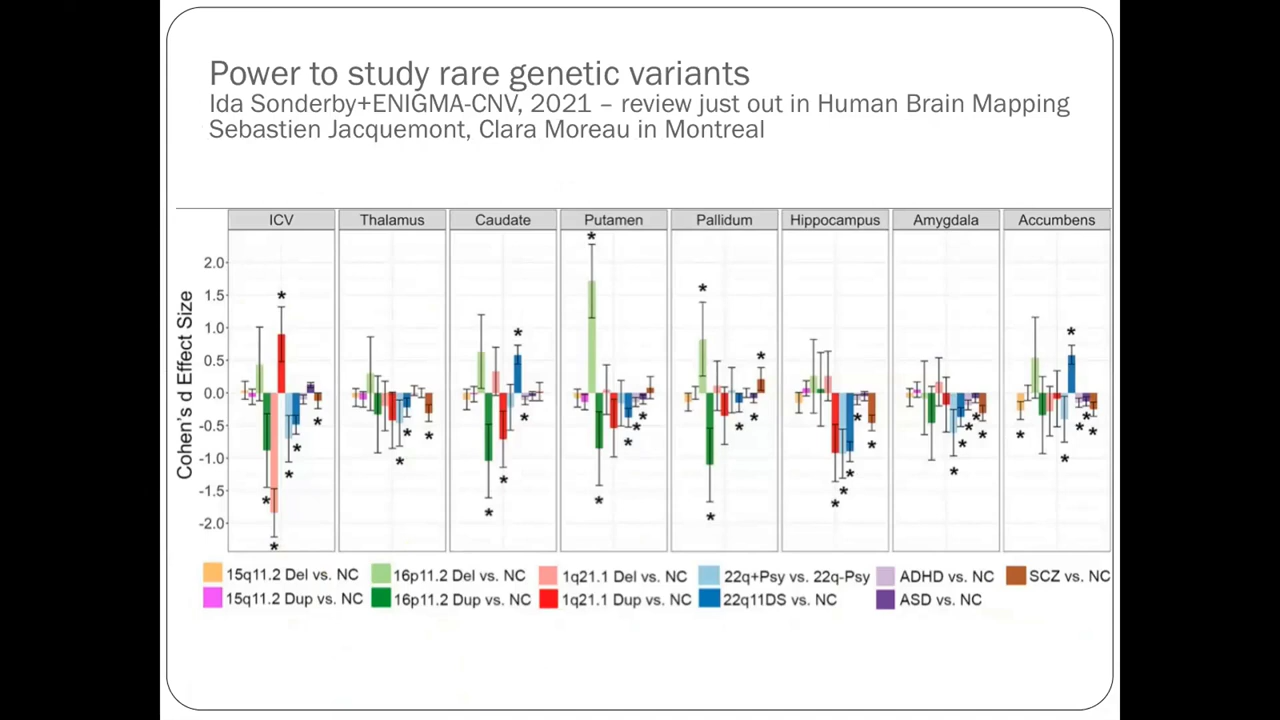 Power to study rare genetic variants
Ida Sonderby+ENIGMA-CNV, 2021 – review just out in Human Brain Mapping
Sebastien Jacquemont, Clara Moreau in Montreal
ICV Thalamus Caudate Putamen Pallidum Hippocampus Amygdala Accumbens
Cohen's d Effect Size
2.0
1.5
1.0
0.5
0.0
-0.5
-1.0
-1.5
-2.0
15q11.2 Del vs. NC 16p11.2 Del vs. NC 1q21.1 Del vs. NC 22q+Psy vs. 22q-Psy ADHD vs. NC SCZ vs. NC
15q11.2 Dup vs. NC 16p11.2 Dup vs. NC 1q21.1 Dup vs. NC 22q11DS vs. NC ASD vs. NC